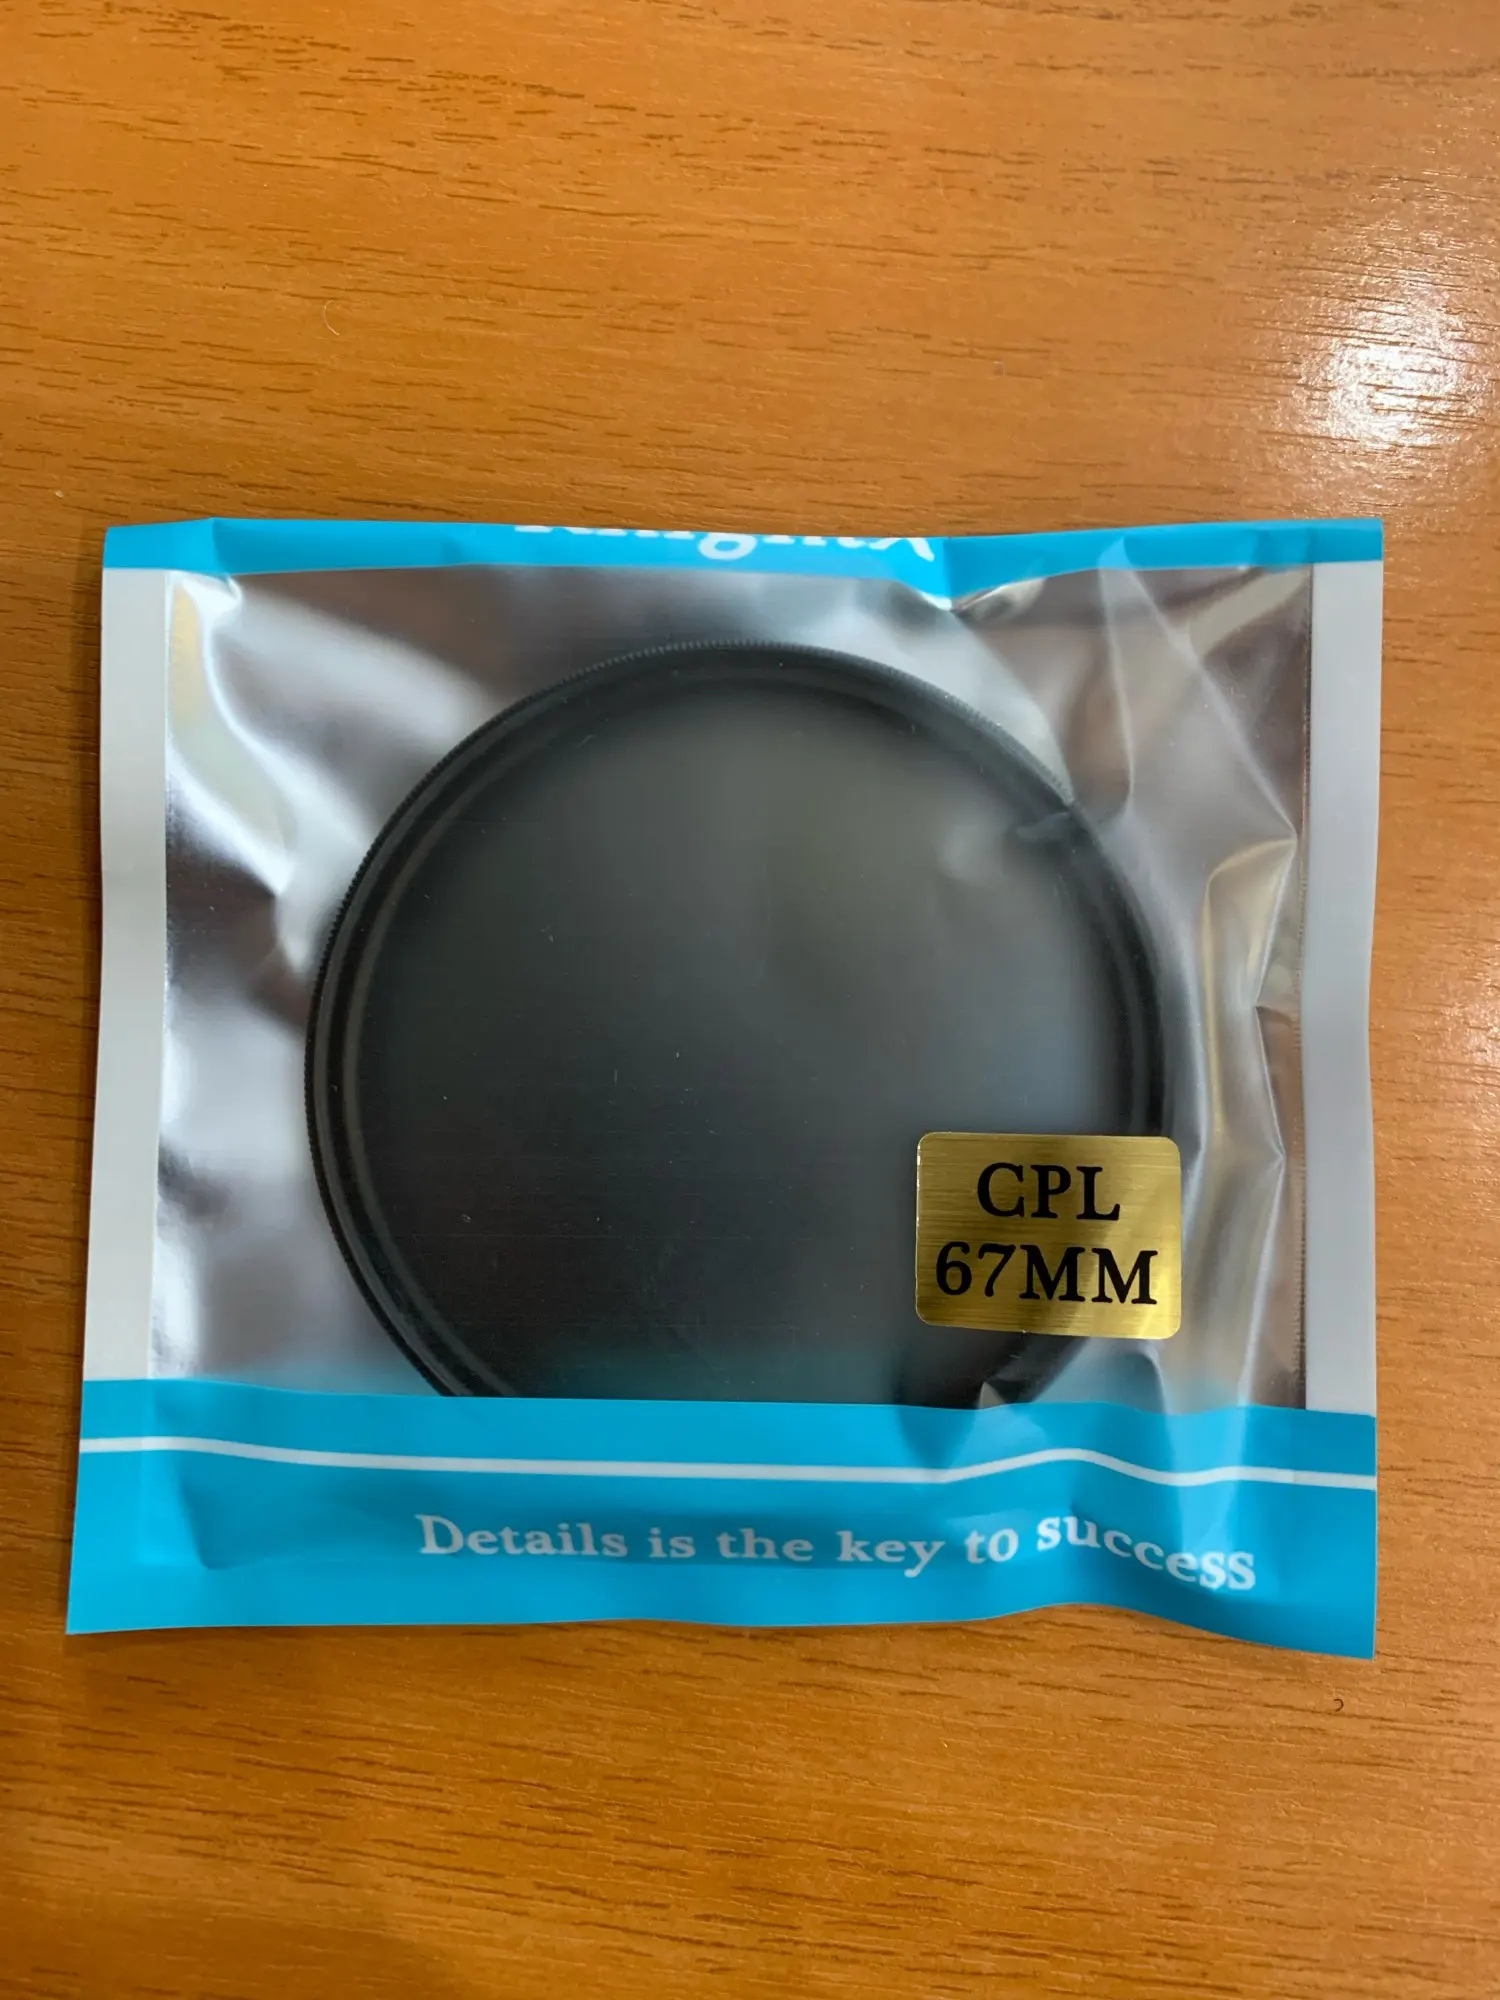 CPL
67MM
Details is the key to success